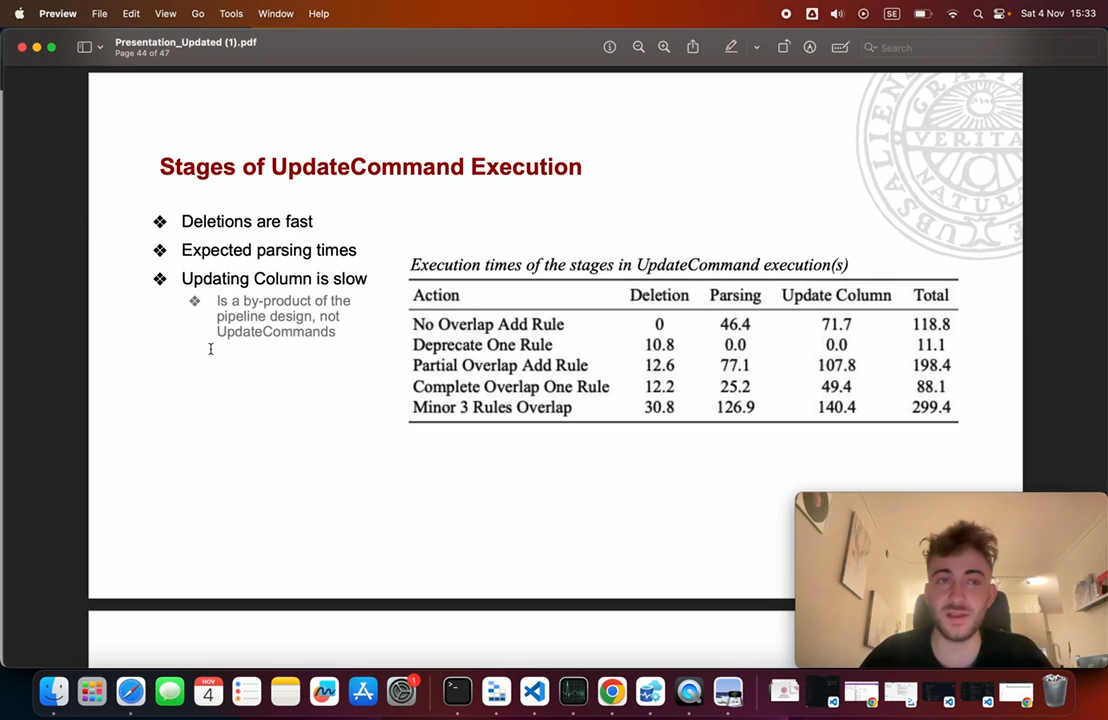 Preview File Edit View Go Tools Window Help
SE
Sat 4 Nov 15:33
Presentation_Updated (1).pdf
Page 44 of 47
Search
Stages of UpdateCommand Execution
❖ Deletions are fast
❖ Expected parsing times
❖ Updating Column is slow
❖ Is a by-product of the
pipeline design, not
UpdateCommands
Execution times of the stages in UpdateCommand execution(s)
Action Deletion Parsing Update Column Total
No Overlap Add Rule 0 46.4 71.7 118.8
Deprecate One Rule 10.8 0.0 0.0 11.1
Partial Overlap Add Rule 12.6 77.1 107.8 198.4
Complete Overlap One Rule 12.2 25.2 49.4 88.1
Minor 3 Rules Overlap 30.8 126.9 140.4 299.4
VERITA
NATURA
NOV
4
1